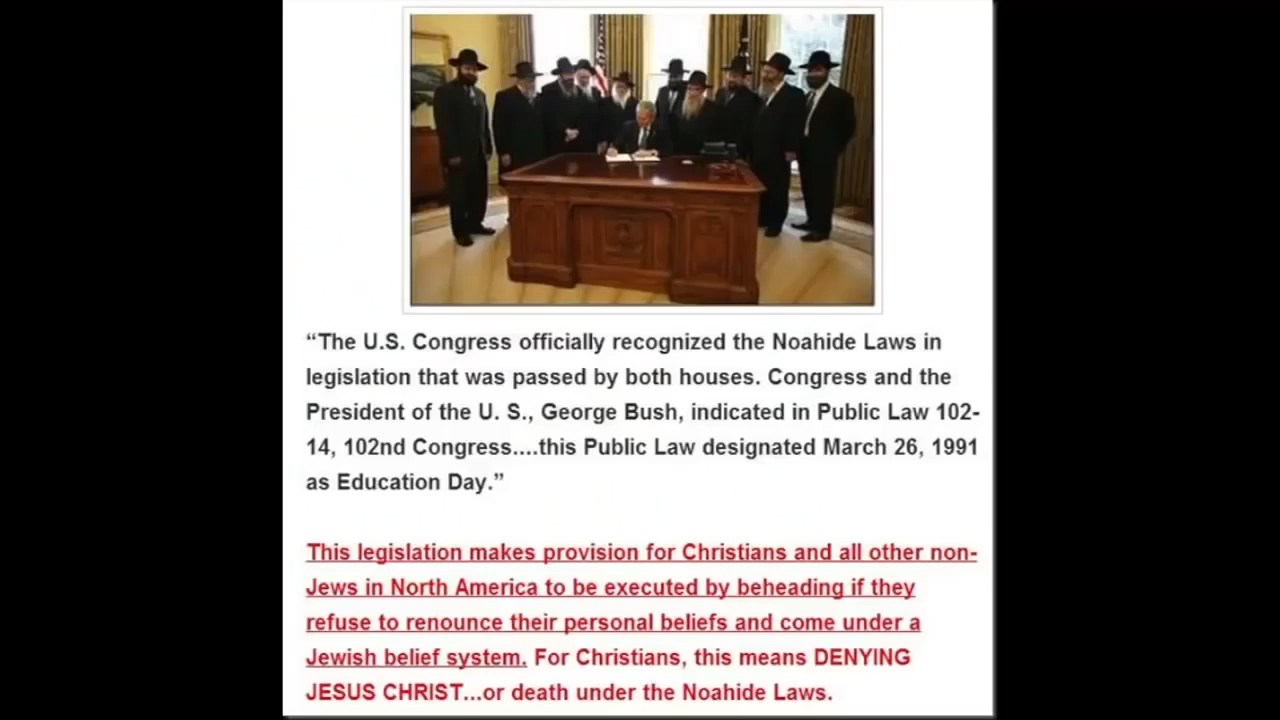 “The U.S. Congress officially recognized the Noahide Laws in
legislation that was passed by both houses. Congress and the
President of the U. S., George Bush, indicated in Public Law 102-
14, 102nd Congress....this Public Law designated March 26, 1991
as Education Day.”
This legislation makes provision for Christians and all other non-
Jews in North America to be executed by beheading if they
refuse to renounce their personal beliefs and come under a
Jewish belief system. For Christians, this means DENYING
JESUS CHRIST...or death under the Noahide Laws.